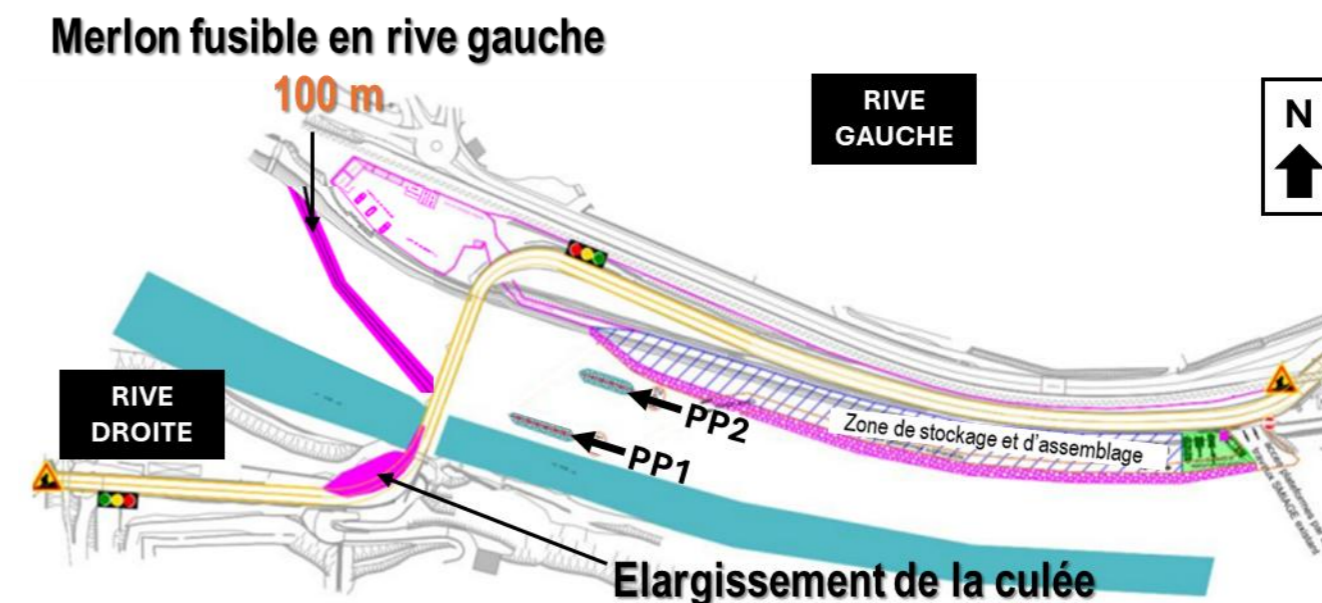 Merlon fusible en rive gauche
100 m
RIVE
GAUCHE
N
RIVE
DROITE
PP2
PP1
Zone de stockage et d'assemblage
Elargissement de la culée